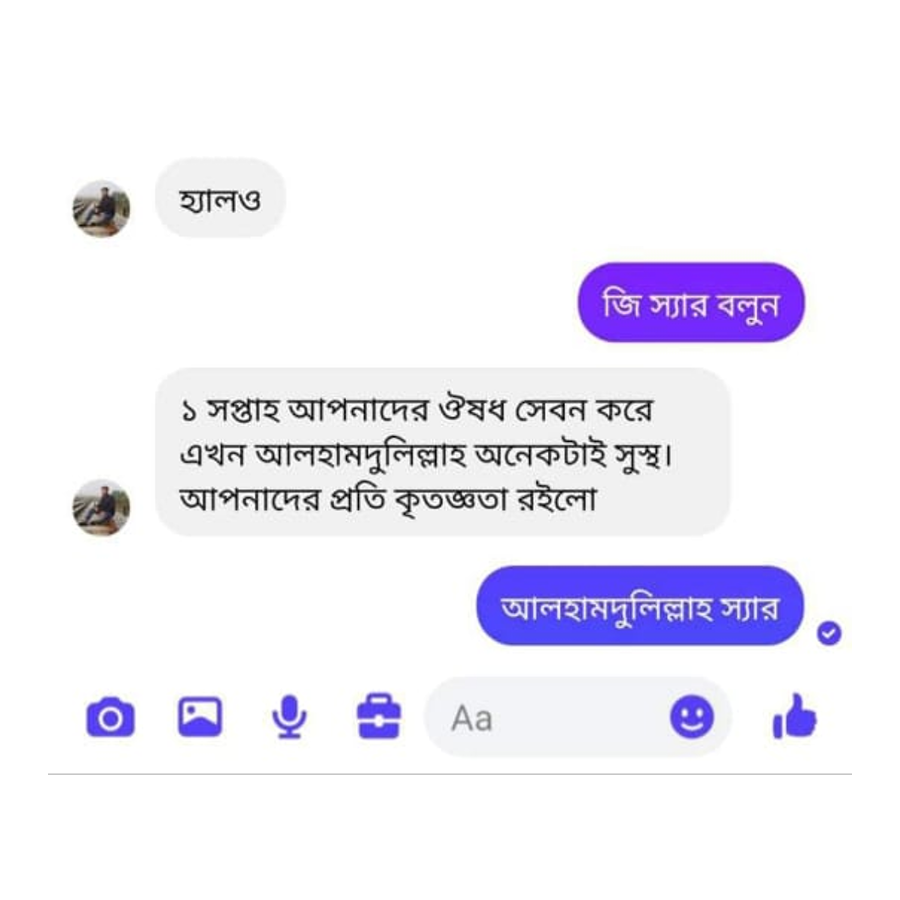 হ্যালও
জি স্যার বলুন
১ সপ্তাহ আপনাদের ঔষধ সেবন করে
এখন আলহামদুলিল্লাহ অনেকটাই সুস্থ।
আপনাদের প্রতি কৃতজ্ঞতা রইলো
আলহামদুলিল্লাহ স্যার
Aa